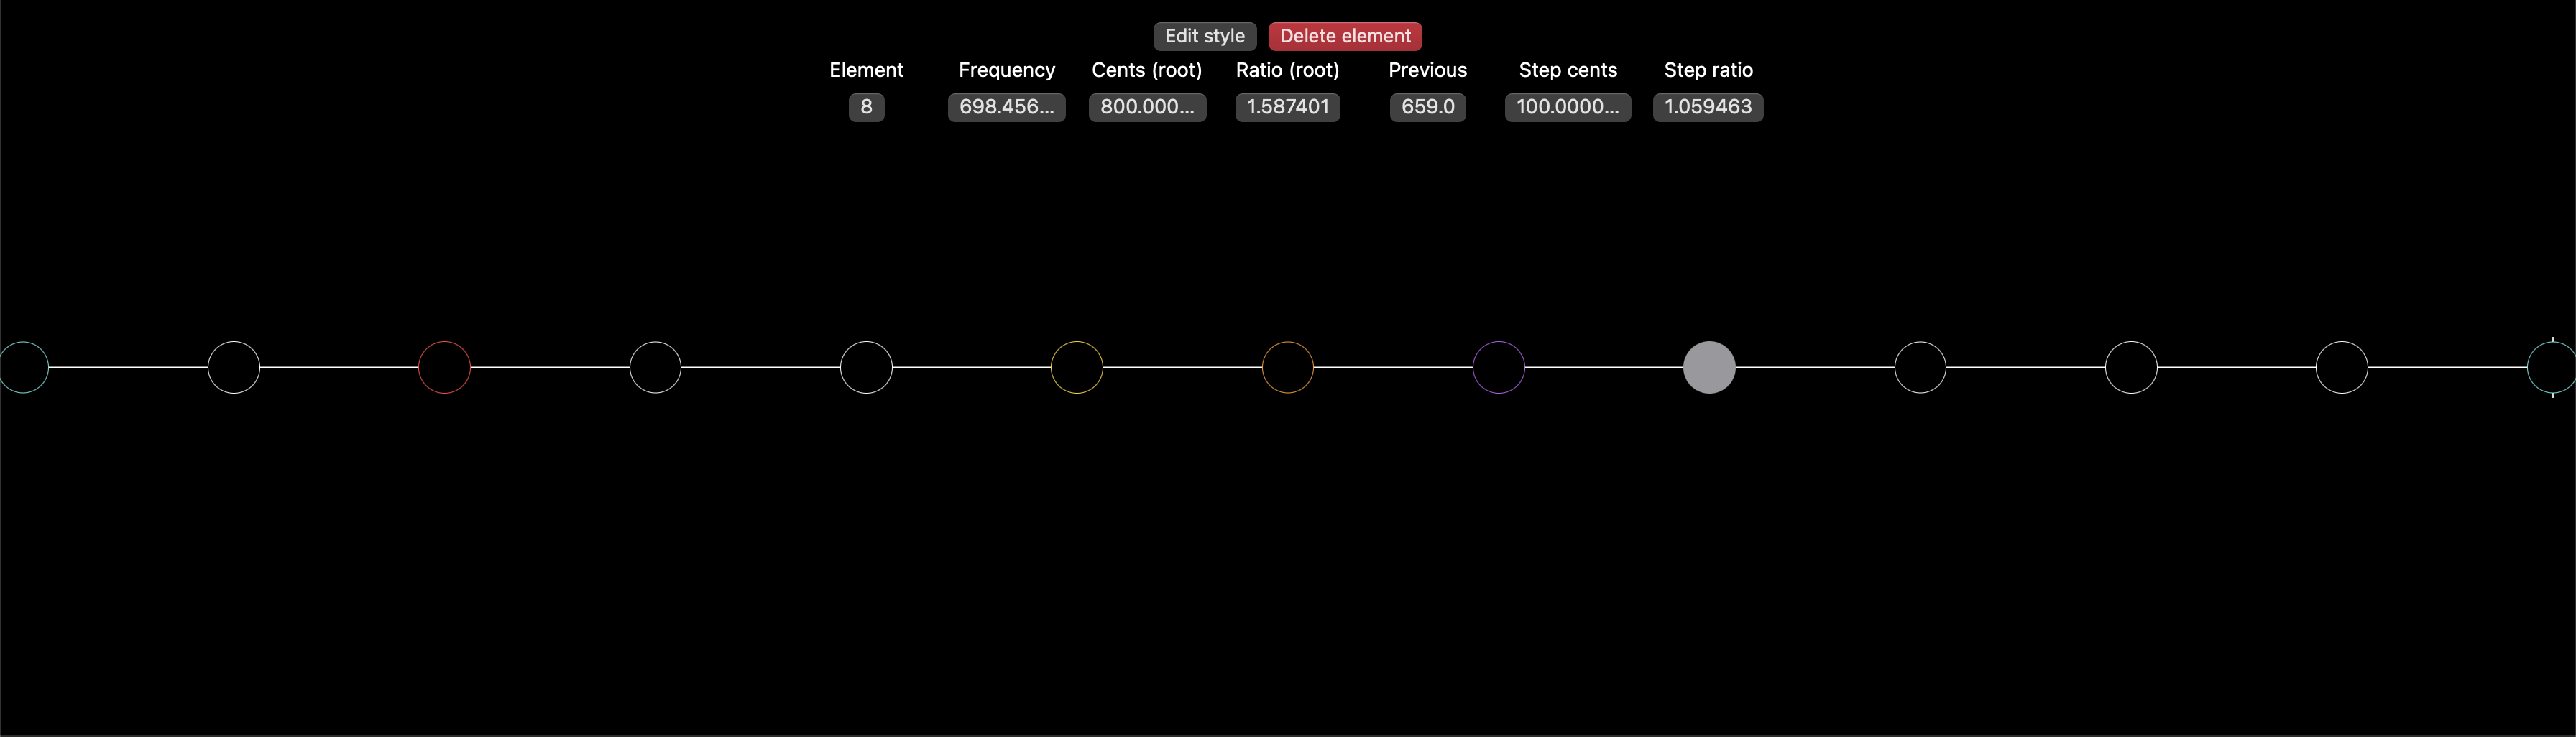 Edit style Delete element
Element Frequency Cents (root) Ratio (root) Previous Step cents Step ratio
8 698.456... 800.000... 1.587401 659.0 100.0000... 1.059463